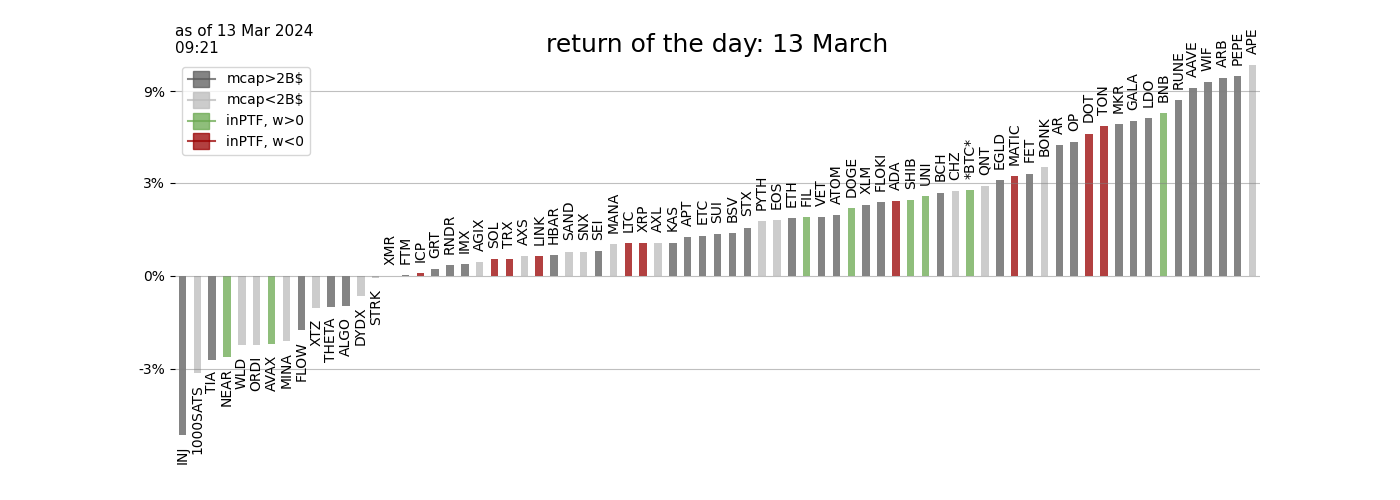 as of 13 Mar 2024
09:21
return of the day: 13 March
mcap>2B$
mcap<2B$
inPTF, w>0
inPTF, w<0
9%
3%
0%
-3%
INJ
1000SATS
TIA
NEAR
WLD
ORDI
AVAX
MINA
FLOW
XTZ
THETA
ALGO
DYDX
STRK
XMR
FTM
ICP
GRT
RNDR
IMX
AGIX
SOL
TRX
AXS
LINK
HBAR
SAND
SNX
SEI
MANA
LTC
XRP
AXL
KAS
APT
ETC
SUI
BSV
STX
PYTH
EOS
ETH
FIL
VET
ATOM
DOGE
XLM
FLOKI
ADA
SHIB
UNI
BCH
CHZ
*BTC*
QNT
EGLD
MATIC
FET
BONK
AR
OP
DOT
TON
MKR
GALA
LDO
BNB
RUNE
AAVE
WIF
ARB
PEPE
APE